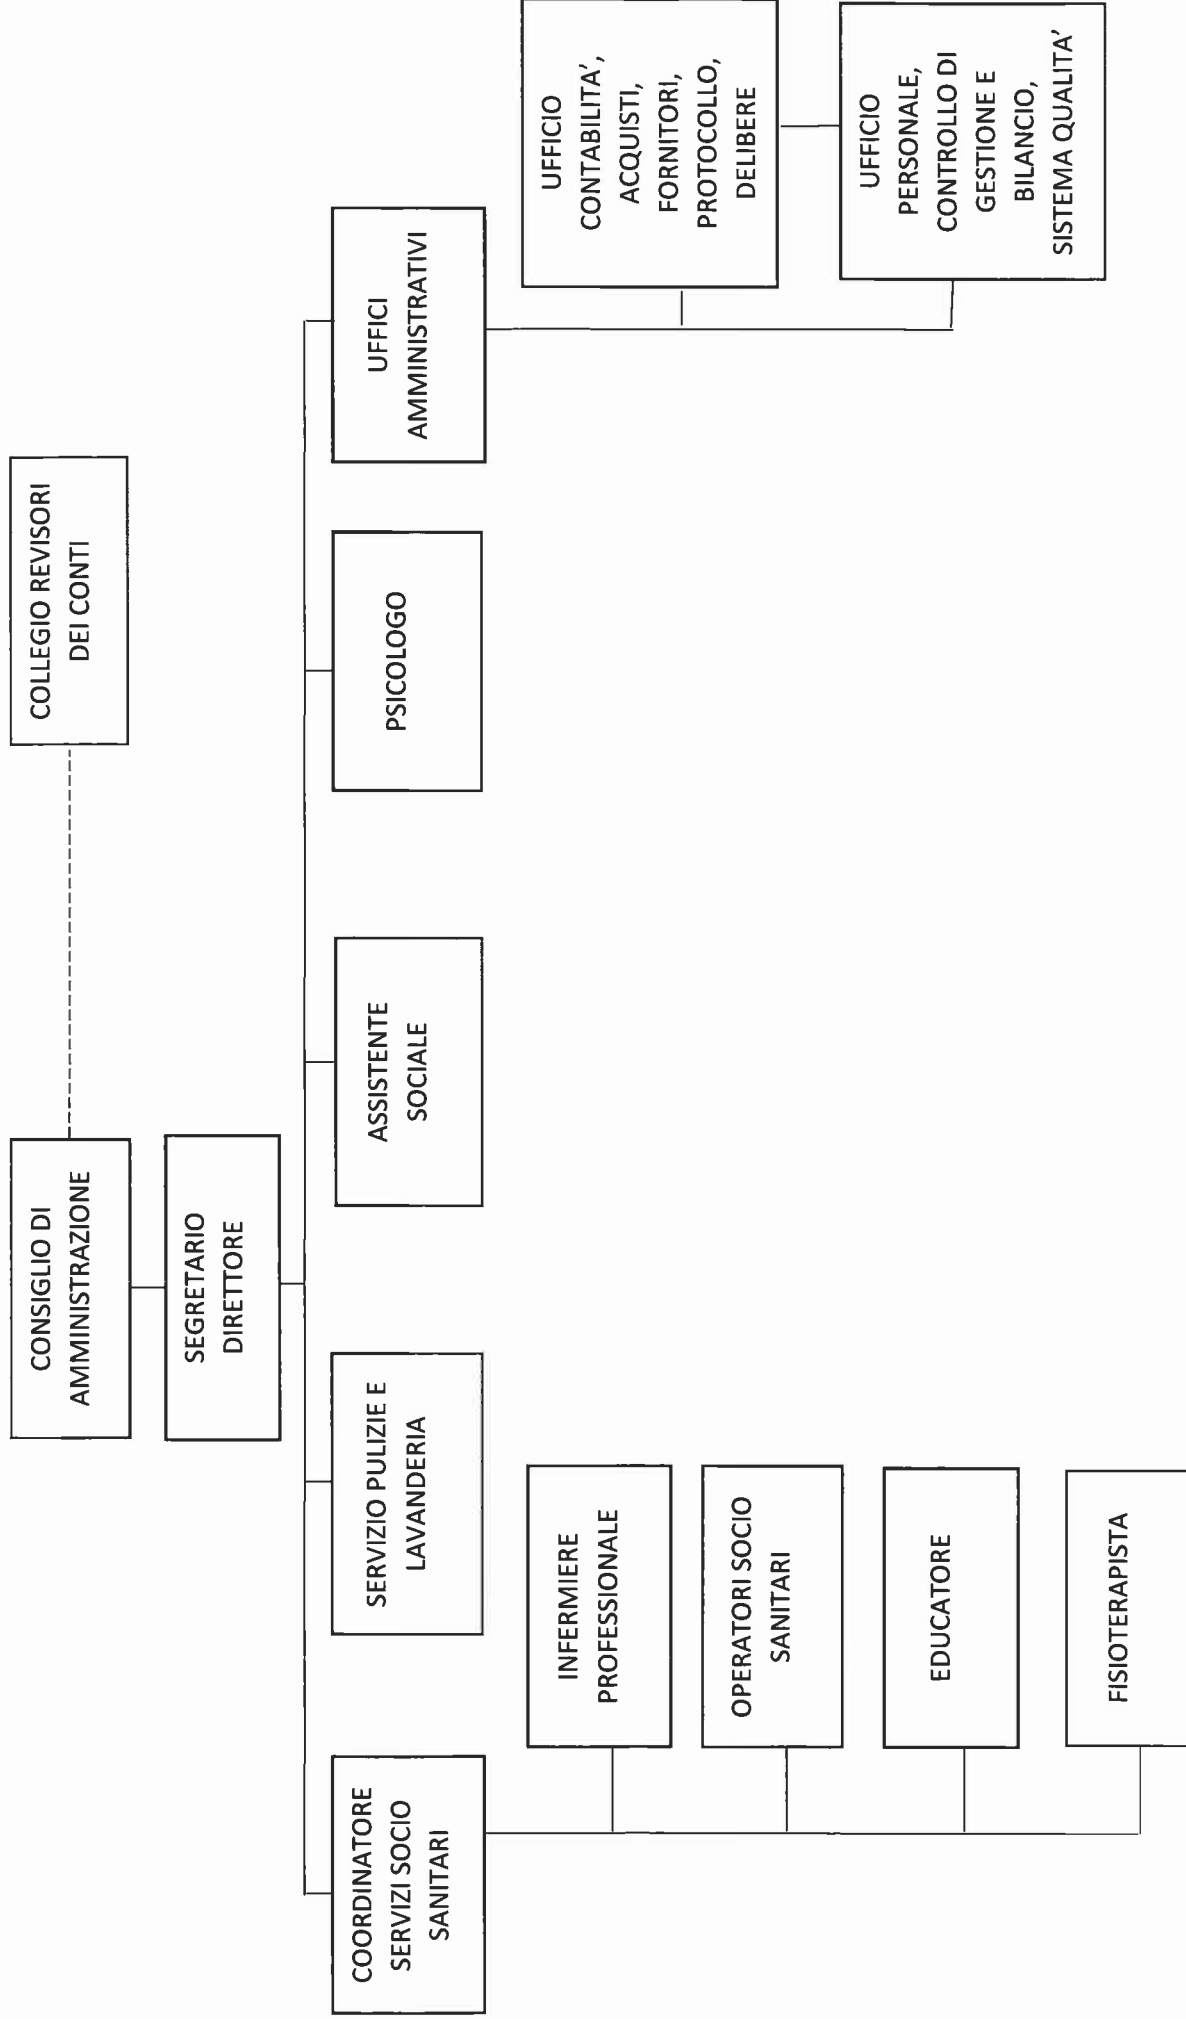 COLLEGIO REVISORI
DEI CONTI
CONSIGLIO DI
AMMINISTRAZIONE
SEGRETARIO
DIRETTORE
COORDINATORE
SERVIZI SOCIO
SANITARI
SERVIZIO PULIZIE E
LAVANDERIA
ASSISTENTE
SOCIALE
PSICOLOGO
UFFICI
AMMINISTRATIVI
INFERMIERE
PROFESSIONALE
OPERATORI SOCIO
SANITARI
EDUCATORE
FISIOTERAPISTA
UFFICIO
CONTABILITA’,
ACQUISTI,
FORNITORI,
PROTOCOLLO,
DELIBERE
UFFICIO
PERSONALE,
CONTROLLO DI
GESTIONE E
BILANCIO,
SISTEMA QUALITA’